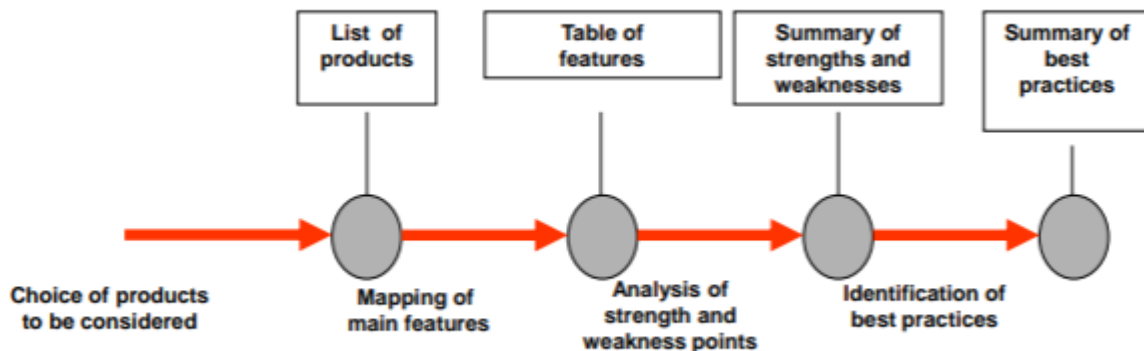 List of
products
Table of
features
Summary of
strengths and
weaknesses
Summary of
best
practices
Choice of products
to be considered
Mapping of
main features
Analysis of
strength and
weakness points
Identification of
best practices